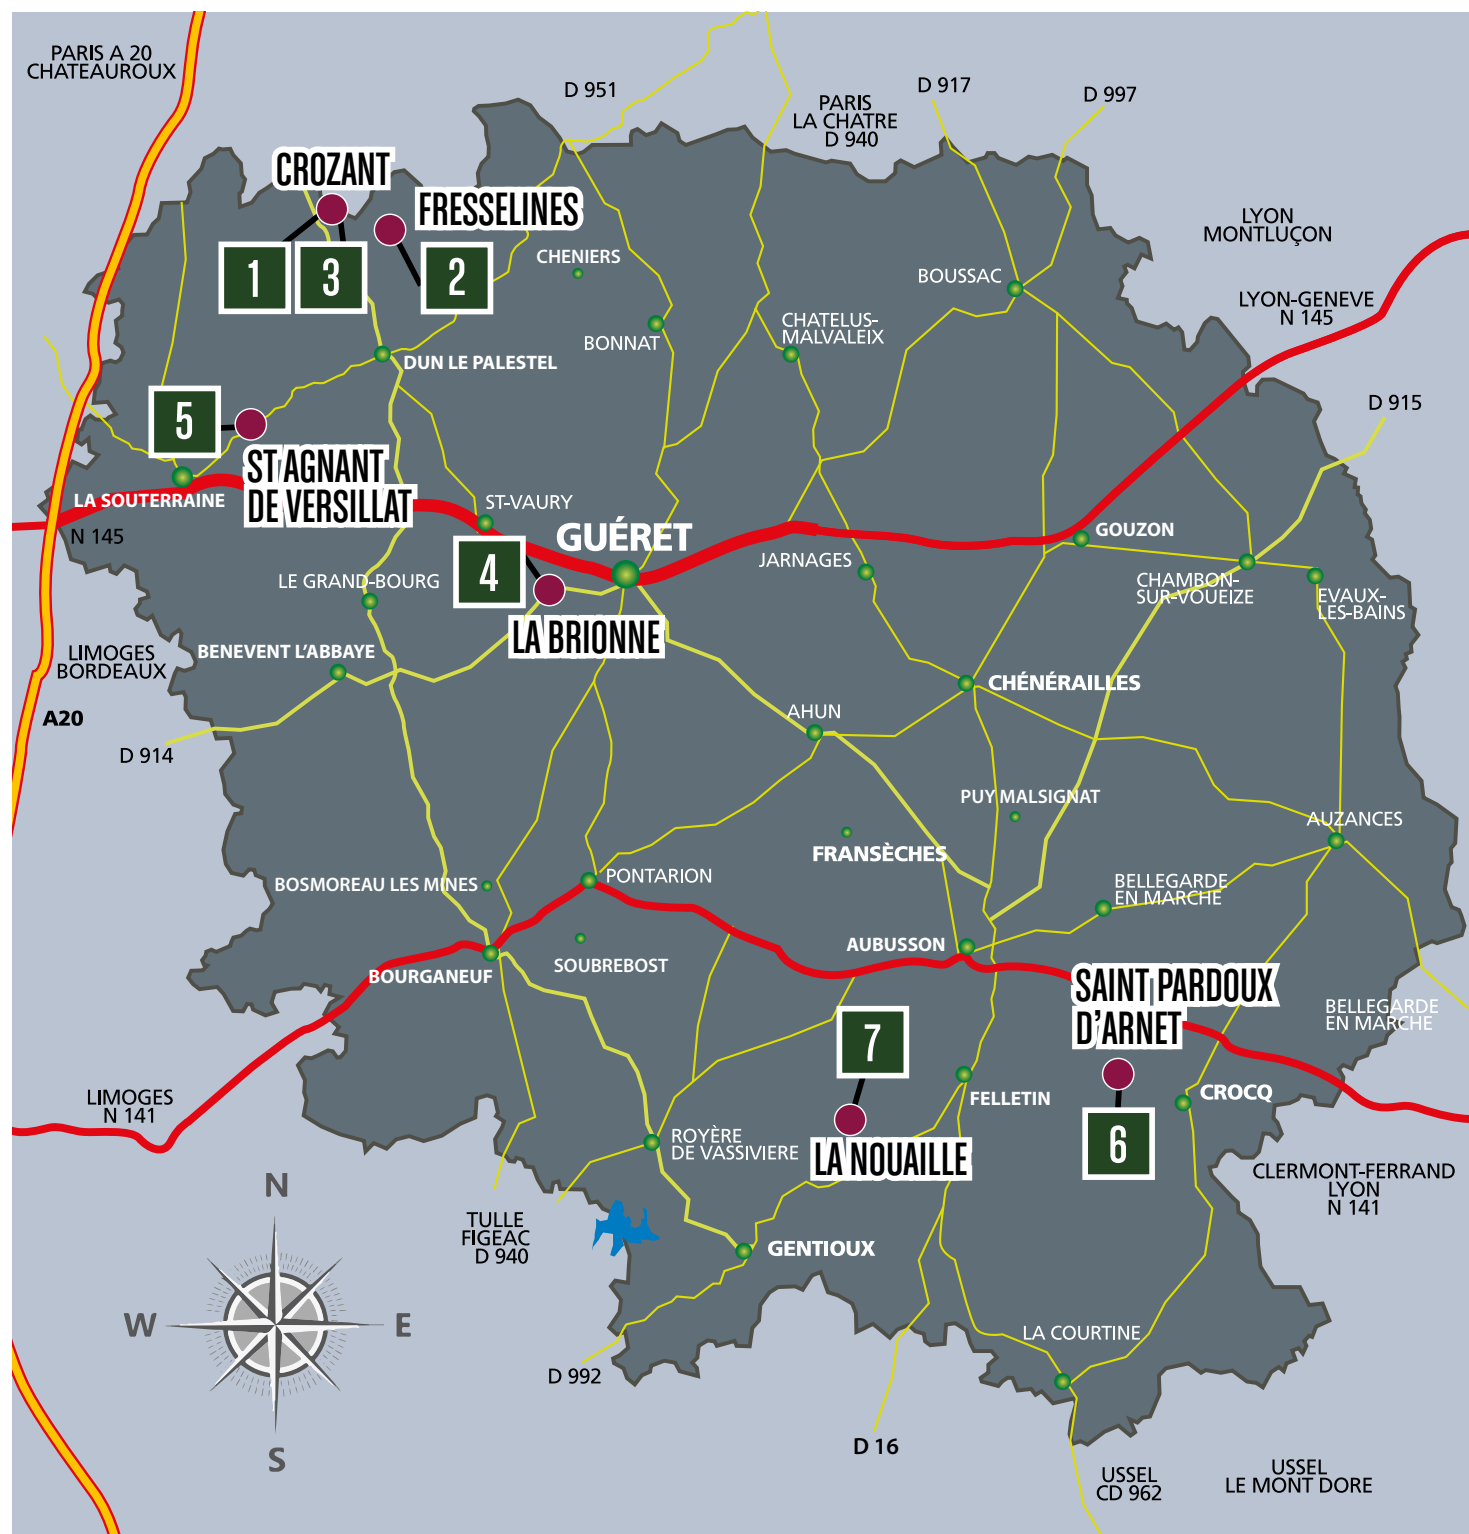 PARIS A 20
CHATEAUROUX
D 951
PARIS
LA CHATRE
D 940
D 917
D 997
CROZANT
FRESSELINES
1
3
2
CHENIERS
BONNAT
CHATELUS-
MALVALEIX
BOUSSAC
LYON
MONTLUÇON
LYON-GENEVE
N 145
DUN LE PALESTEL
5
D 915
ST AGNANT
DE VERSILLAT
LA SOUTERRAINE
N 145
ST-VAURY
GUÉRET
4
LE GRAND-BOURG
JARNAGES
GOUZON
CHAMBON-
SUR-VOUEIZE
EVAUX-
LES-BAINS
LIMOGES
BORDEAUX
BENEVENT L'ABBAYE
LA BRIONNE
CHÉNÉRAILLES
A20
D 914
AHUN
PUY MALSIGNAT
AUZANCES
FRANSÈCHES
BOSMOREAU LES MINES
PONTARION
BELLEGARDE
EN MARCHE
AUBUSSON
BOURGANEUF
SOUBREBOST
SAINT PARDOUX
D'ARNET
BELLEGARDE
EN MARCHE
7
LIMOGES
N 141
FELLETIN
CROCQ
6
ROYÈRE
DE VASSIVIERE
LA NOUAILLE
CLERMONT-FERRAND
LYON
N 141
N
W
E
S
TULLE
FIGEAC
D 940
GENTIOUX
LA COURTINE
D 992
D 16
USSEL
CD 962
USSEL
LE MONT DORE